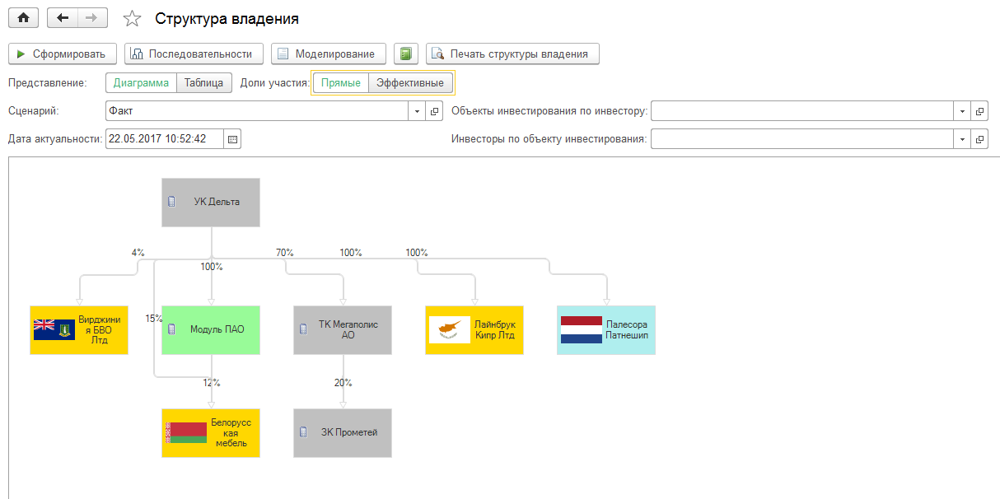 Структура владения
Сформировать Последовательности Моделирование Печать структуры владения
Представление: Диаграмма Таблица Доли участия: Прямые Эффективные
Сценарий: Факт Объекты инвестирования по инвестору:
Дата актуальности: 22.05.2017 10:52:42 Инвесторы по объекту инвестирования:
УК Дельта
4% 70% 100% 100%
100%
15%
Вирджини
я БВО
Лтд
Модуль ПАО
ТК Мегаполис
АО
Лайнбрук
Кипр Лтд
Палесора
Патнешип
12% 20%
Белорусс
кая
мебель
ЗК Прометей